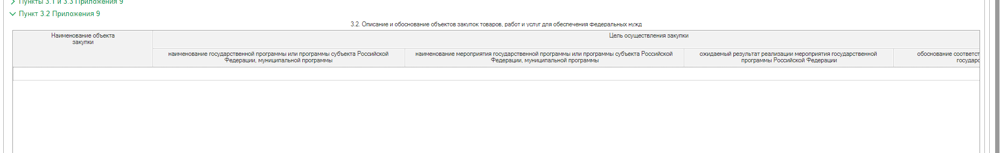 Пункты 3.1 и 3.3 Приложения 9
Пункт 3.2 Приложения 9
3.2. Описание и обоснование объектов закупок товаров, работ и услуг для обеспечения федеральных нужд
Наименование объекта
закупки
Цель осуществления закупки
наименование государственной программы или программы субъекта Российской
Федерации, муниципальной программы
наименование мероприятия государственной программы или программы субъекта Российской
Федерации, муниципальной программы
ожидаемый результат реализации мероприятия государственной
программы Российской Федерации
обоснование соответст
государс